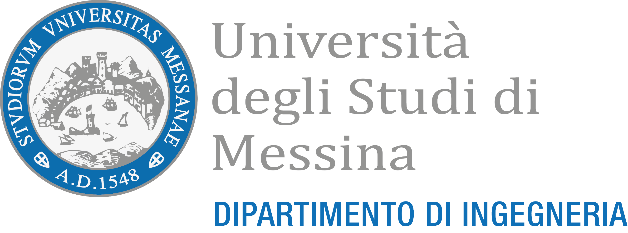 STVDIORVM VNIVERSITAS MESSANAE
A.D.1548
Università
degli Studi di
Messina
DIPARTIMENTO DI INGEGNERIA